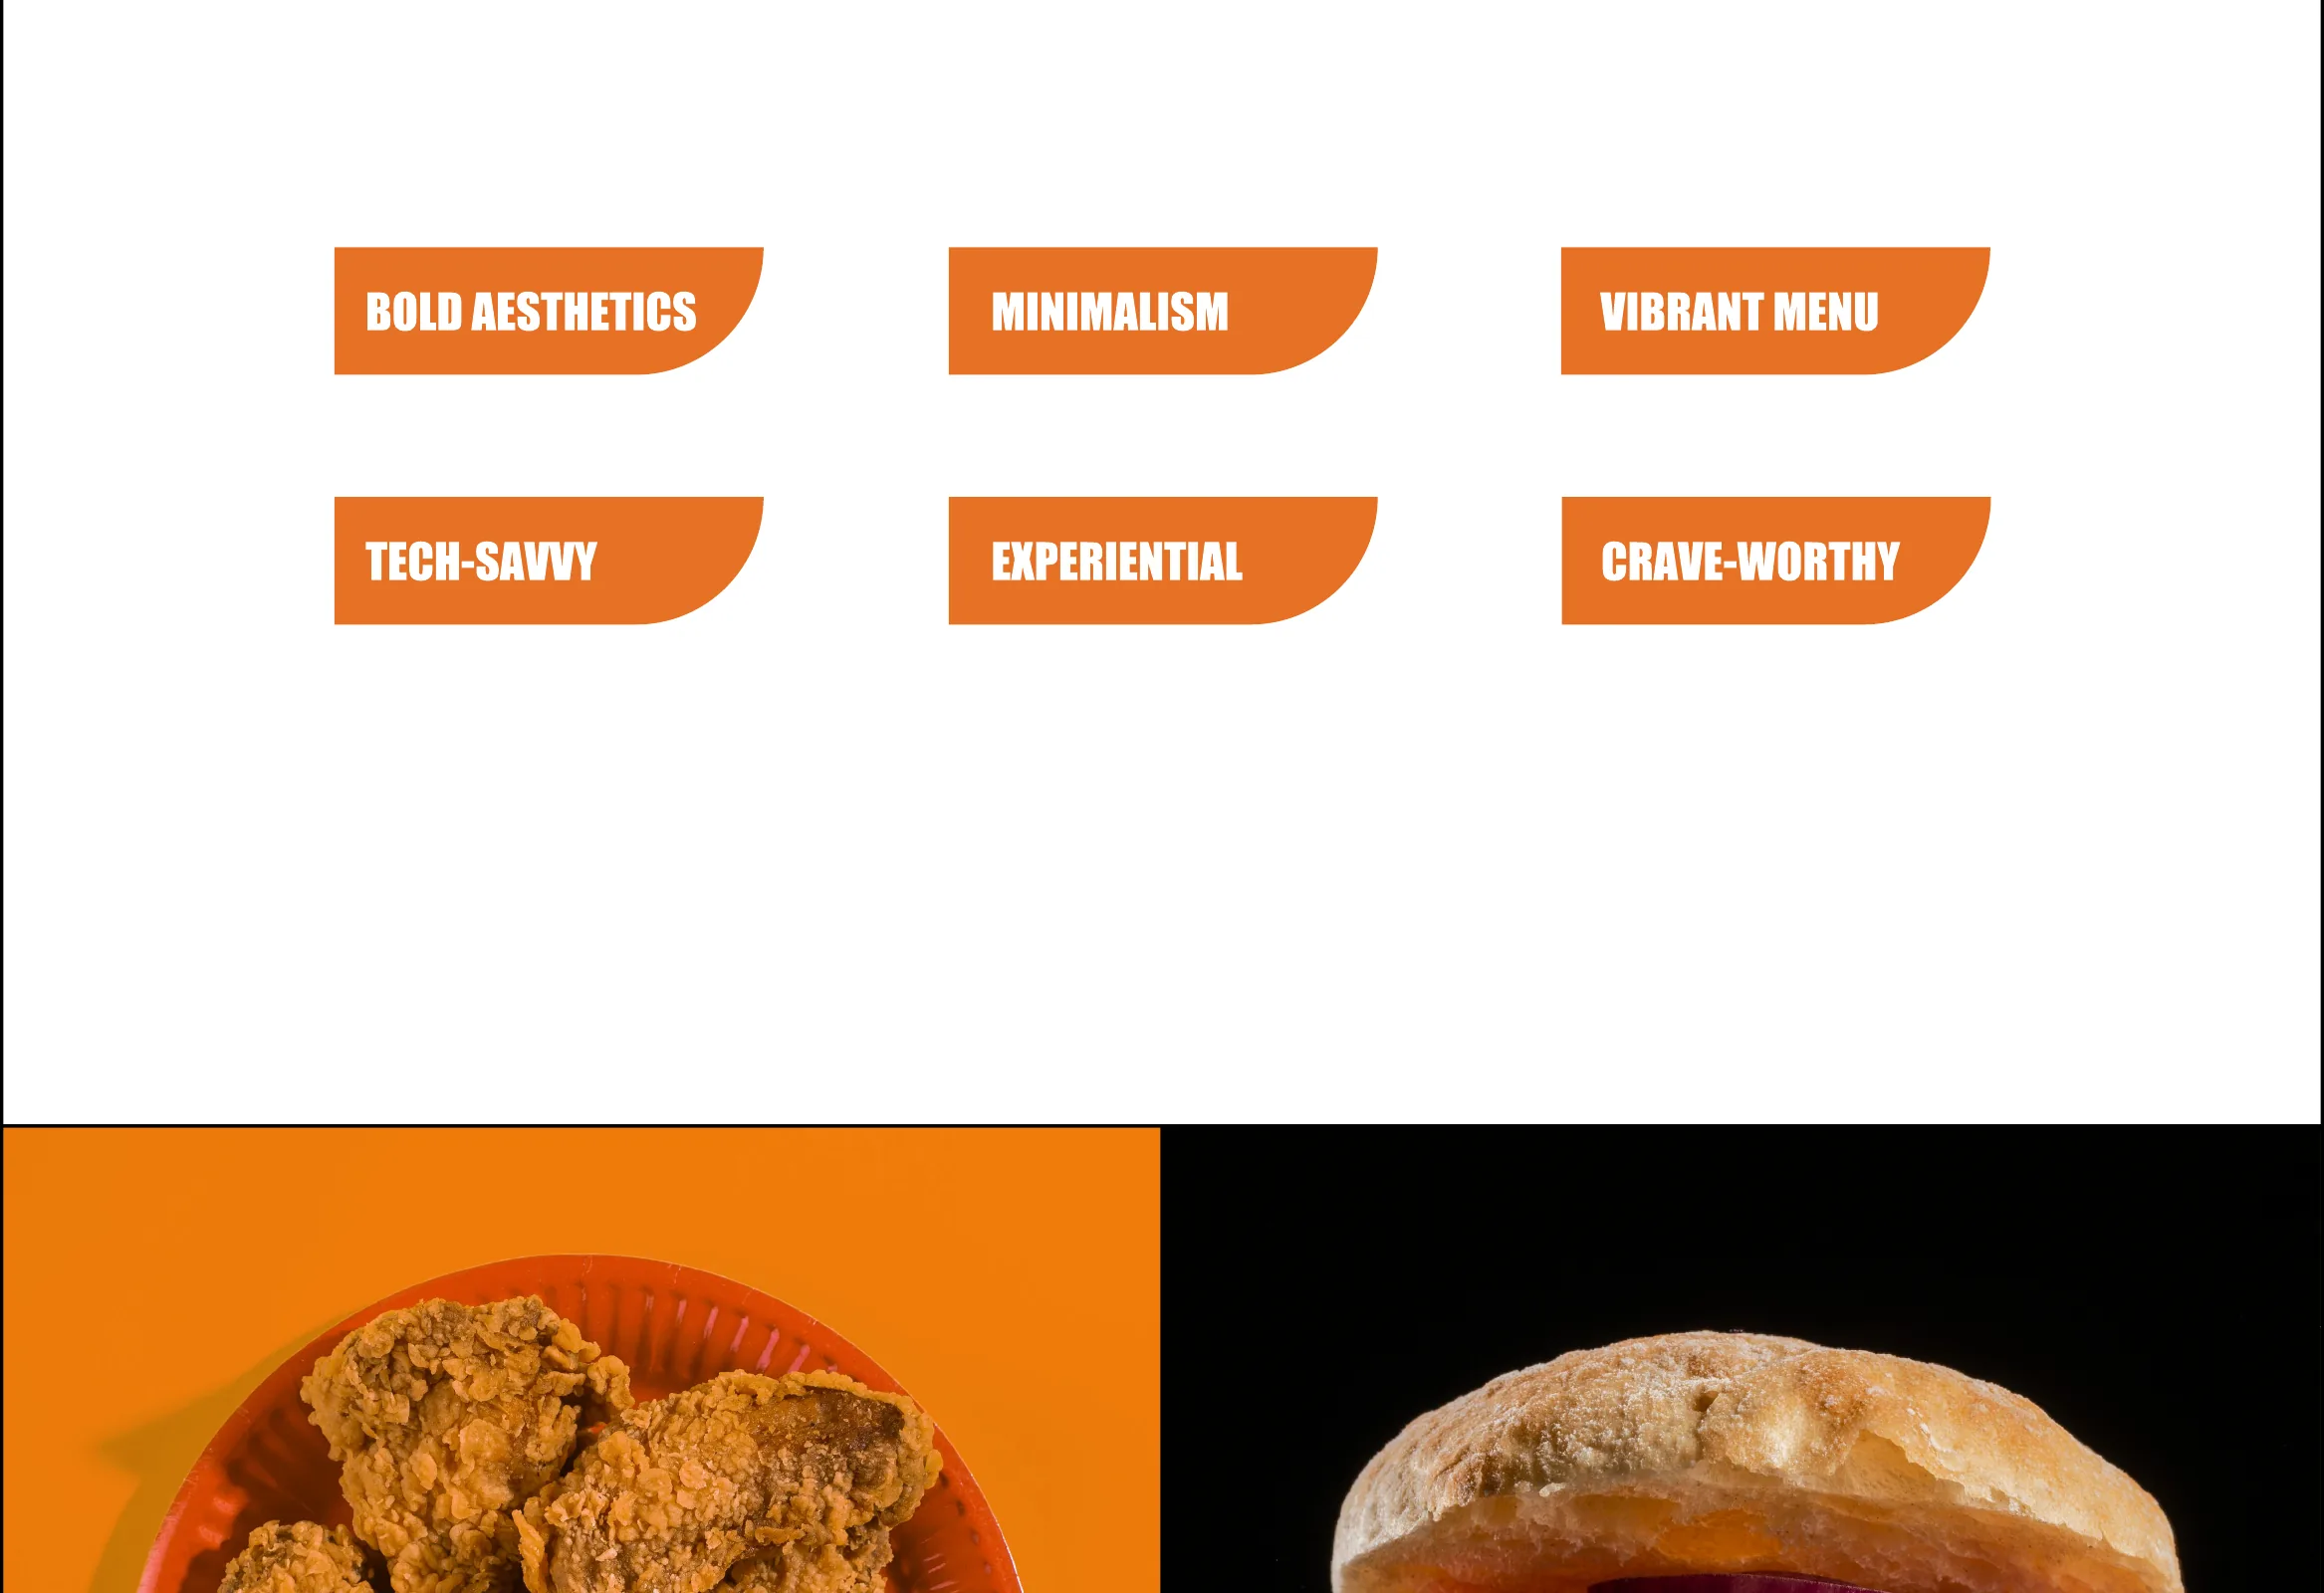 BOLD AESTHETICS
MINIMALISM
VIBRANT MENU
TECH-SAVVY
EXPERIENTIAL
CRAVE-WORTHY